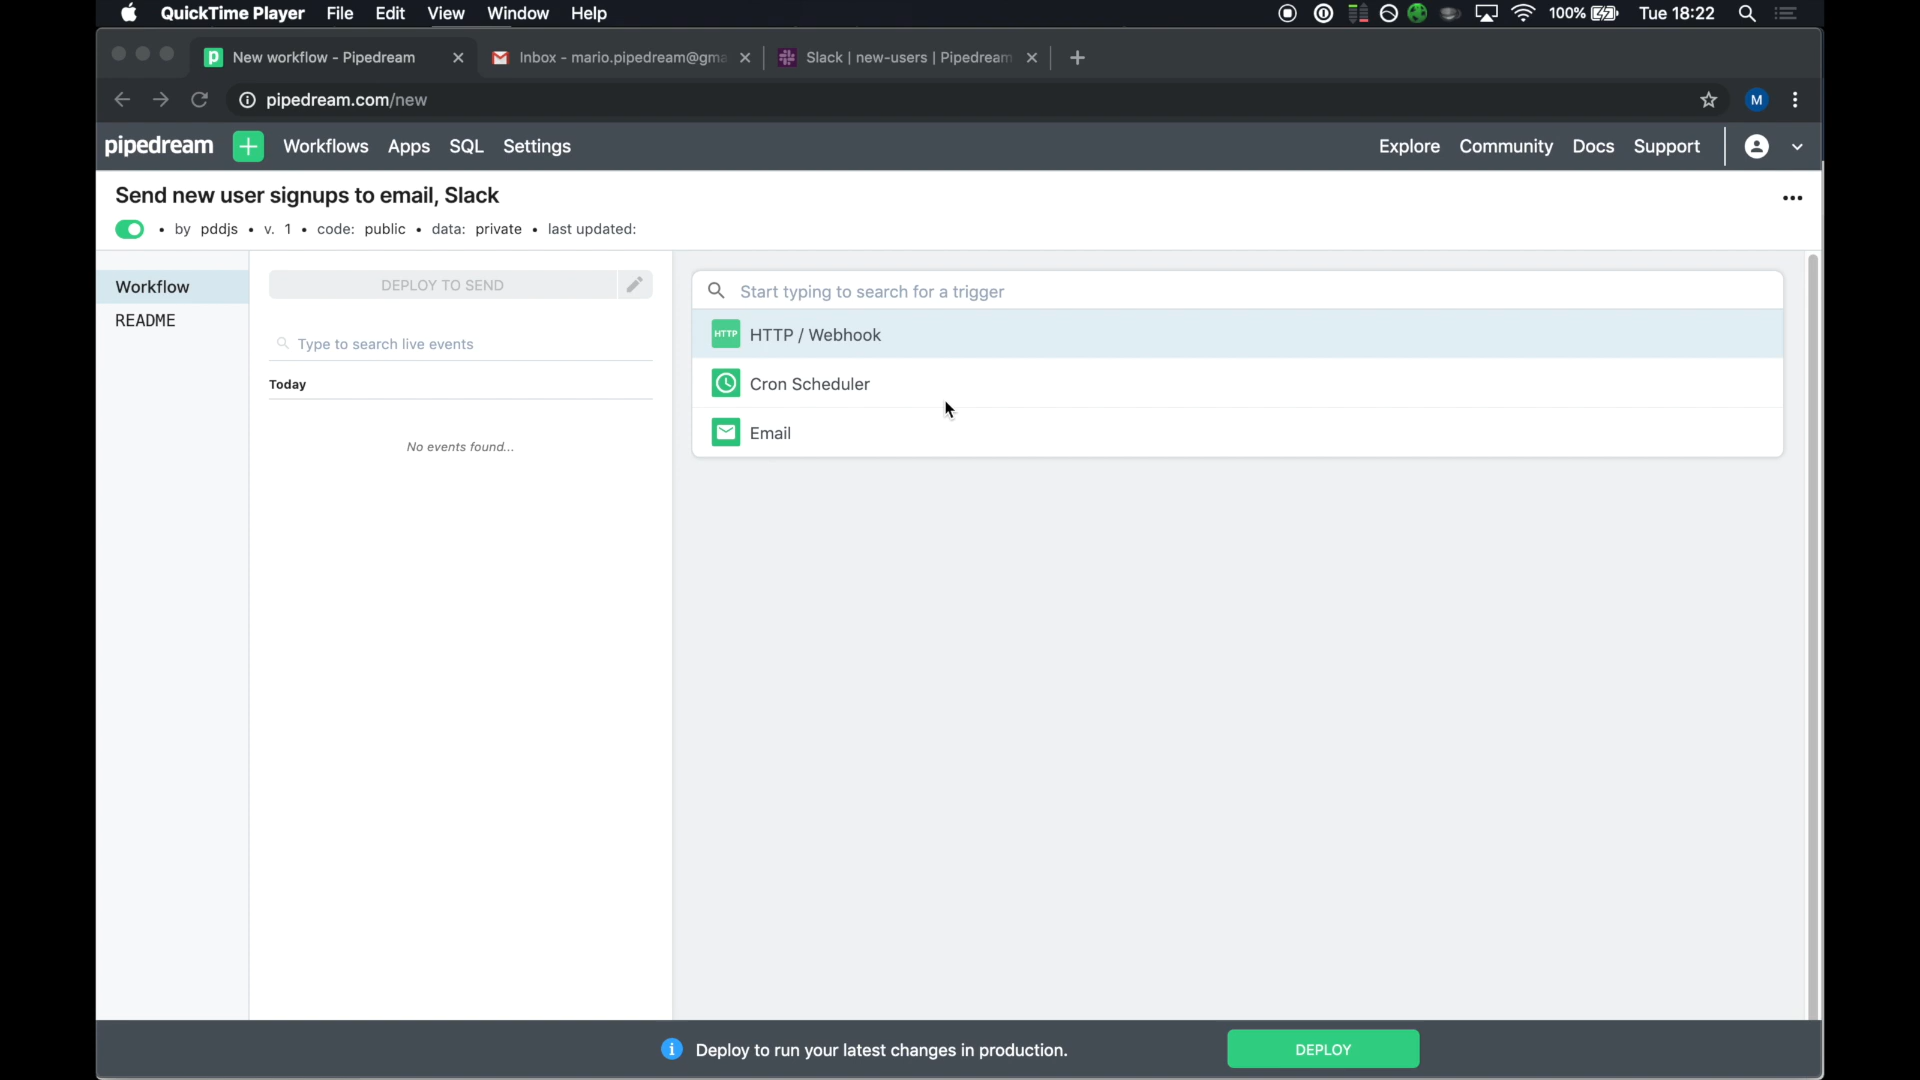 QuickTime Player File Edit View Window Help 100% Tue 18:22
New workflow - Pipedream Inbox - mario.pipedream@gma Slack | new-users | Pipedream
pipedream.com/new M
pipedream + Workflows Apps SQL Settings Explore Community Docs Support
Send new user signups to email, Slack
• by pddjs • v. 1 • code: public • data: private • last updated:
Workflow
README
DEPLOY TO SEND
Type to search live events
Today
No events found...
Start typing to search for a trigger
HTTP HTTP / Webhook
Cron Scheduler
Email
Deploy to run your latest changes in production. DEPLOY